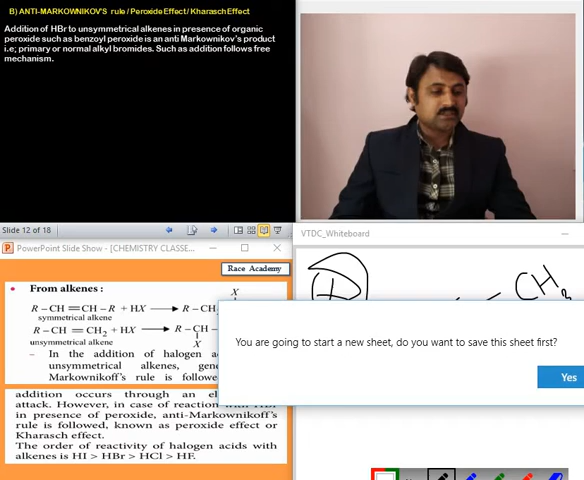 B) ANTI-MARKOWNIKOV'S rule / Peroxide Effect / Kharasch Effect
Addition of HBr to unsymmetrical alkenes in presence of organic
peroxide such as benzoyl peroxide is an anti Markownikov's product
i.e; primary or normal alkyl bromides. Such as addition follows free
mechanism.
Slide 12 of 18
PowerPoint Slide Show - [CHEMISTRY CLASSE...
Race Academy
From alkenes :
X
R – CH = CH – R + HX ⟶ R – CH
symmetrical alkene
R – CH = CH2 + HX ⟶ R – CH –
unsymmetrical alkene
X
– In the addition of halogen a
unsymmetrical alkenes, gen
Markownikoff's rule is followe
addition occurs through an el
attack. However, in case of reaction
in presence of peroxide, anti-Markownikoff's
rule is followed, known as peroxide effect or
Kharasch effect.
The order of reactivity of halogen acids with
alkenes is HI > HBr > HCl > HF.
VTDC_Whiteboard
CH
You are going to start a new sheet, do you want to save this sheet first?
Yes